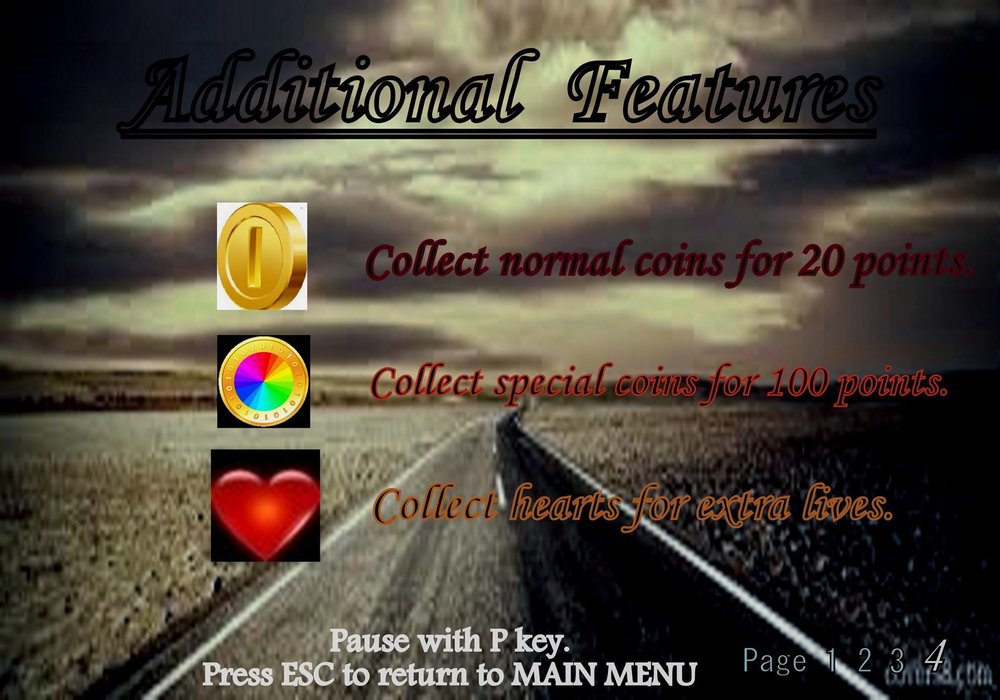 Additional Features
Collect normal coins for 20 points.
Collect special coins for 100 points.
Collect hearts for extra lives.
Pause with P key.
Press ESC to return to MAIN MENU
Page 1 2 3 4